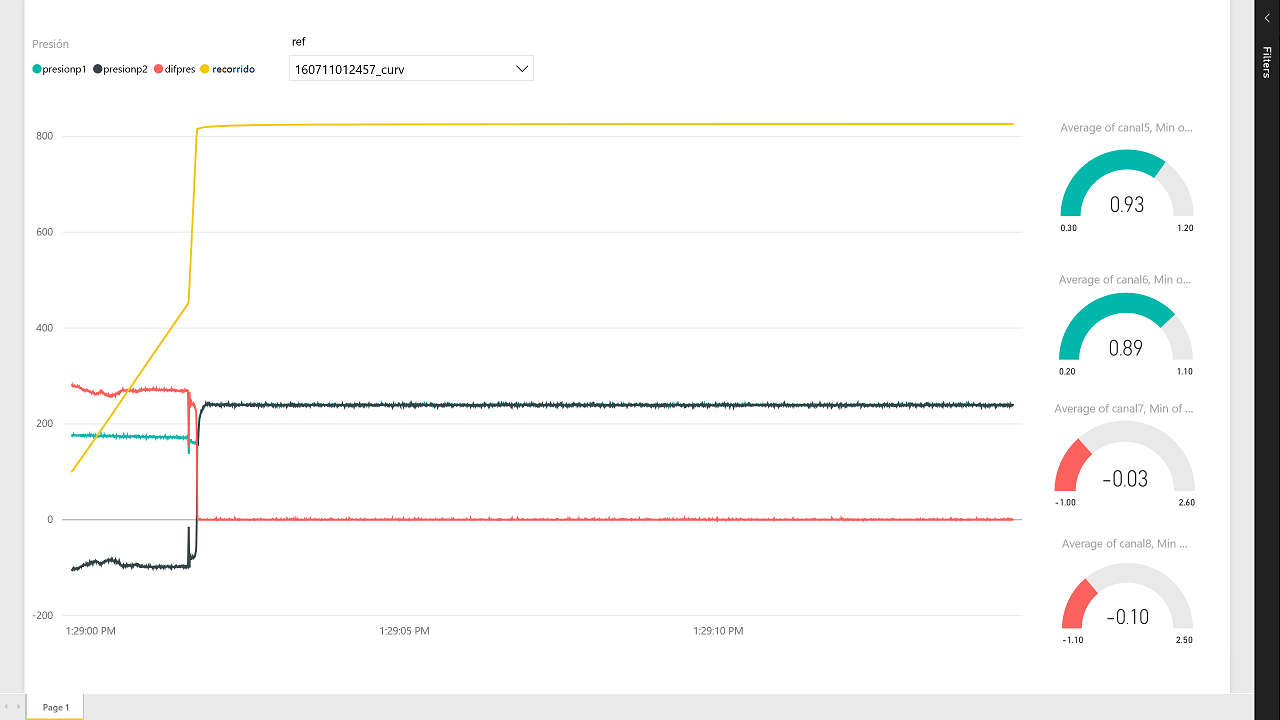 Presión
presionp1 presionp2 difpres recorrido
ref
160711012457_curv
Filters
800
600
400
200
0
-200
1:29:00 PM 1:29:05 PM 1:29:10 PM
Average of canal5, Min o...
0.93
0.30 1.20
Average of canal6, Min o...
0.89
0.20 1.10
Average of canal7, Min of ...
-0.03
-1.00 2.60
Average of canal8, Min ...
-0.10
-1.10 2.50
Page 1